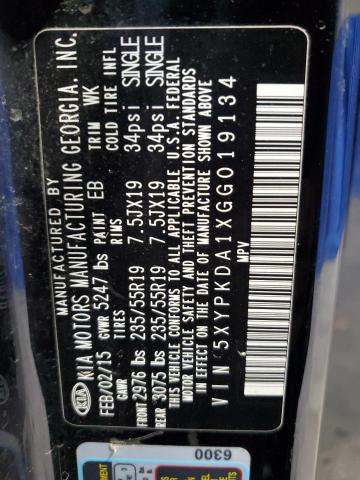 MANUFACTURED BY
KIA KIA MOTORS MANUFACTURING GEORGIA, INC.
FEB/02/15 PAINT EB TRIM WK
GVWR 5247 lbs
GAWR TIRES RIMS COLD TIRE INFL
FRONT 2976 lbs 235/55R19 7.5JX19 34psi SINGLE
REAR 3075 lbs 235/55R19 7.5JX19 34psi SINGLE
THIS VEHICLE CONFORMS TO ALL APPLICABLE U.S.A. FEDERAL
MOTOR VEHICLE SAFETY AND THEFT PREVENTION STANDARDS
IN EFFECT ON THE DATE OF MANUFACTURE SHOWN ABOVE.
VIN 5XYPKDA1XGG019134
MPV
6300